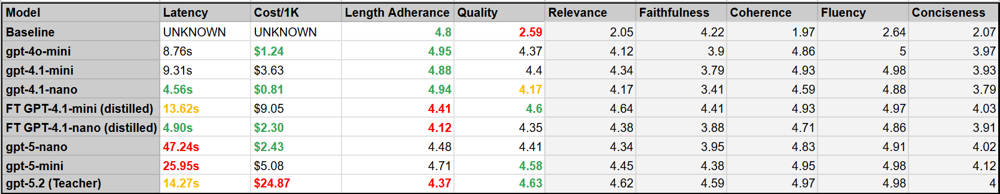 Model Latency Cost/1K Length Adherance Quality Relevance Faithfulness Coherence Fluency Conciseness
Baseline UNKNOWN UNKNOWN 4.8 2.59 2.05 4.22 1.97 2.64 2.07
gpt-4o-mini 8.76s $1.24 4.95 4.37 4.12 3.9 4.86 5 3.97
gpt-4.1-mini 9.31s $3.63 4.88 4.4 4.34 3.79 4.93 4.98 3.93
gpt-4.1-nano 4.56s $0.81 4.94 4.17 4.17 3.41 4.59 4.88 3.79
FT GPT-4.1-mini (distilled) 13.62s $9.05 4.41 4.6 4.64 4.41 4.93 4.97 4.03
FT GPT-4.1-nano (distilled) 4.90s $2.30 4.12 4.35 4.38 3.88 4.71 4.86 3.91
gpt-5-nano 47.24s $2.43 4.48 4.41 4.34 3.95 4.83 4.91 4.02
gpt-5-mini 25.95s $5.08 4.71 4.58 4.45 4.38 4.95 4.98 4.12
gpt-5.2 (Teacher) 14.27s $24.87 4.37 4.63 4.62 4.59 4.97 4.98 4